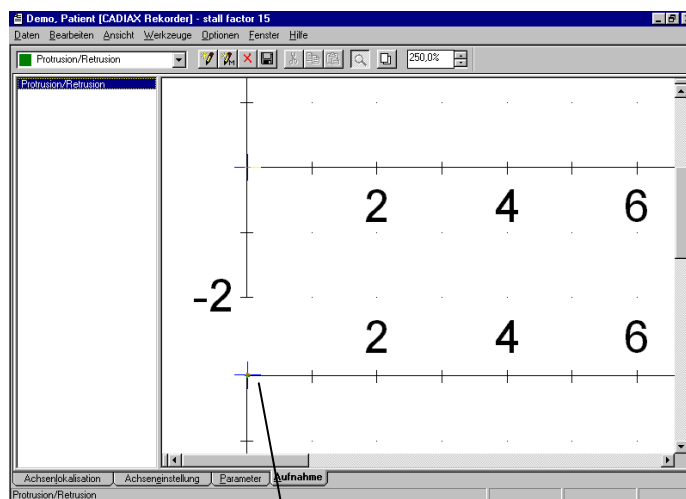 Demo, Patient [CADIAX Rekorder] - stall factor 15
Daten Bearbeiten Ansicht Werkzeuge Optionen Fenster Hilfe
Protrusion/Retrusion M 250,0%
Protrusion/Retrusion
2 4 6
-2
2 4 6
Achsenlokalisation Achseneinstellung Parameter Aufnahme
Protrusion/Retrusion